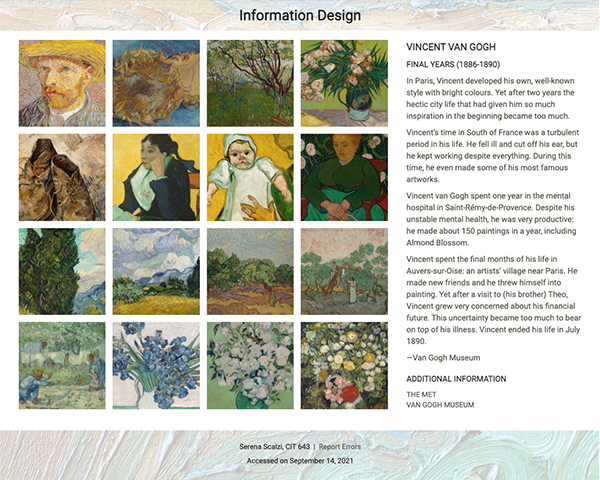 Information Design
VINCENT VAN GOGH
FINAL YEARS (1886-1890)
In Paris, Vincent developed his own, well-known
style with bright colours. Yet after two years the
hectic city life that had given him so much
inspiration in the beginning became too much.
Vincent's time in South of France was a turbulent
period in his life. He fell ill and cut off his ear, but
he kept working despite everything. During this
time, he even made some of his most famous
artworks.
Vincent van Gogh spent one year in the mental
hospital in Saint-Rémy-de-Provence. Despite his
unstable mental health, he was very productive:
he made about 150 paintings in a year, including
Almond Blossom.
Vincent spent the final months of his life in
Auvers-sur-Oise: an artists' village near Paris. He
made new friends and he threw himself into
painting. Yet after a visit to (his brother) Theo,
Vincent grew very concerned about his financial
future. This uncertainty became too much to bear
on top of his illness. Vincent ended his life in July
1890.
—Van Gogh Museum
ADDITIONAL INFORMATION
THE MET
VAN GOGH MUSEUM
Serena Scalzi, CIT 643 | Report Errors
Accessed on September 14, 2021